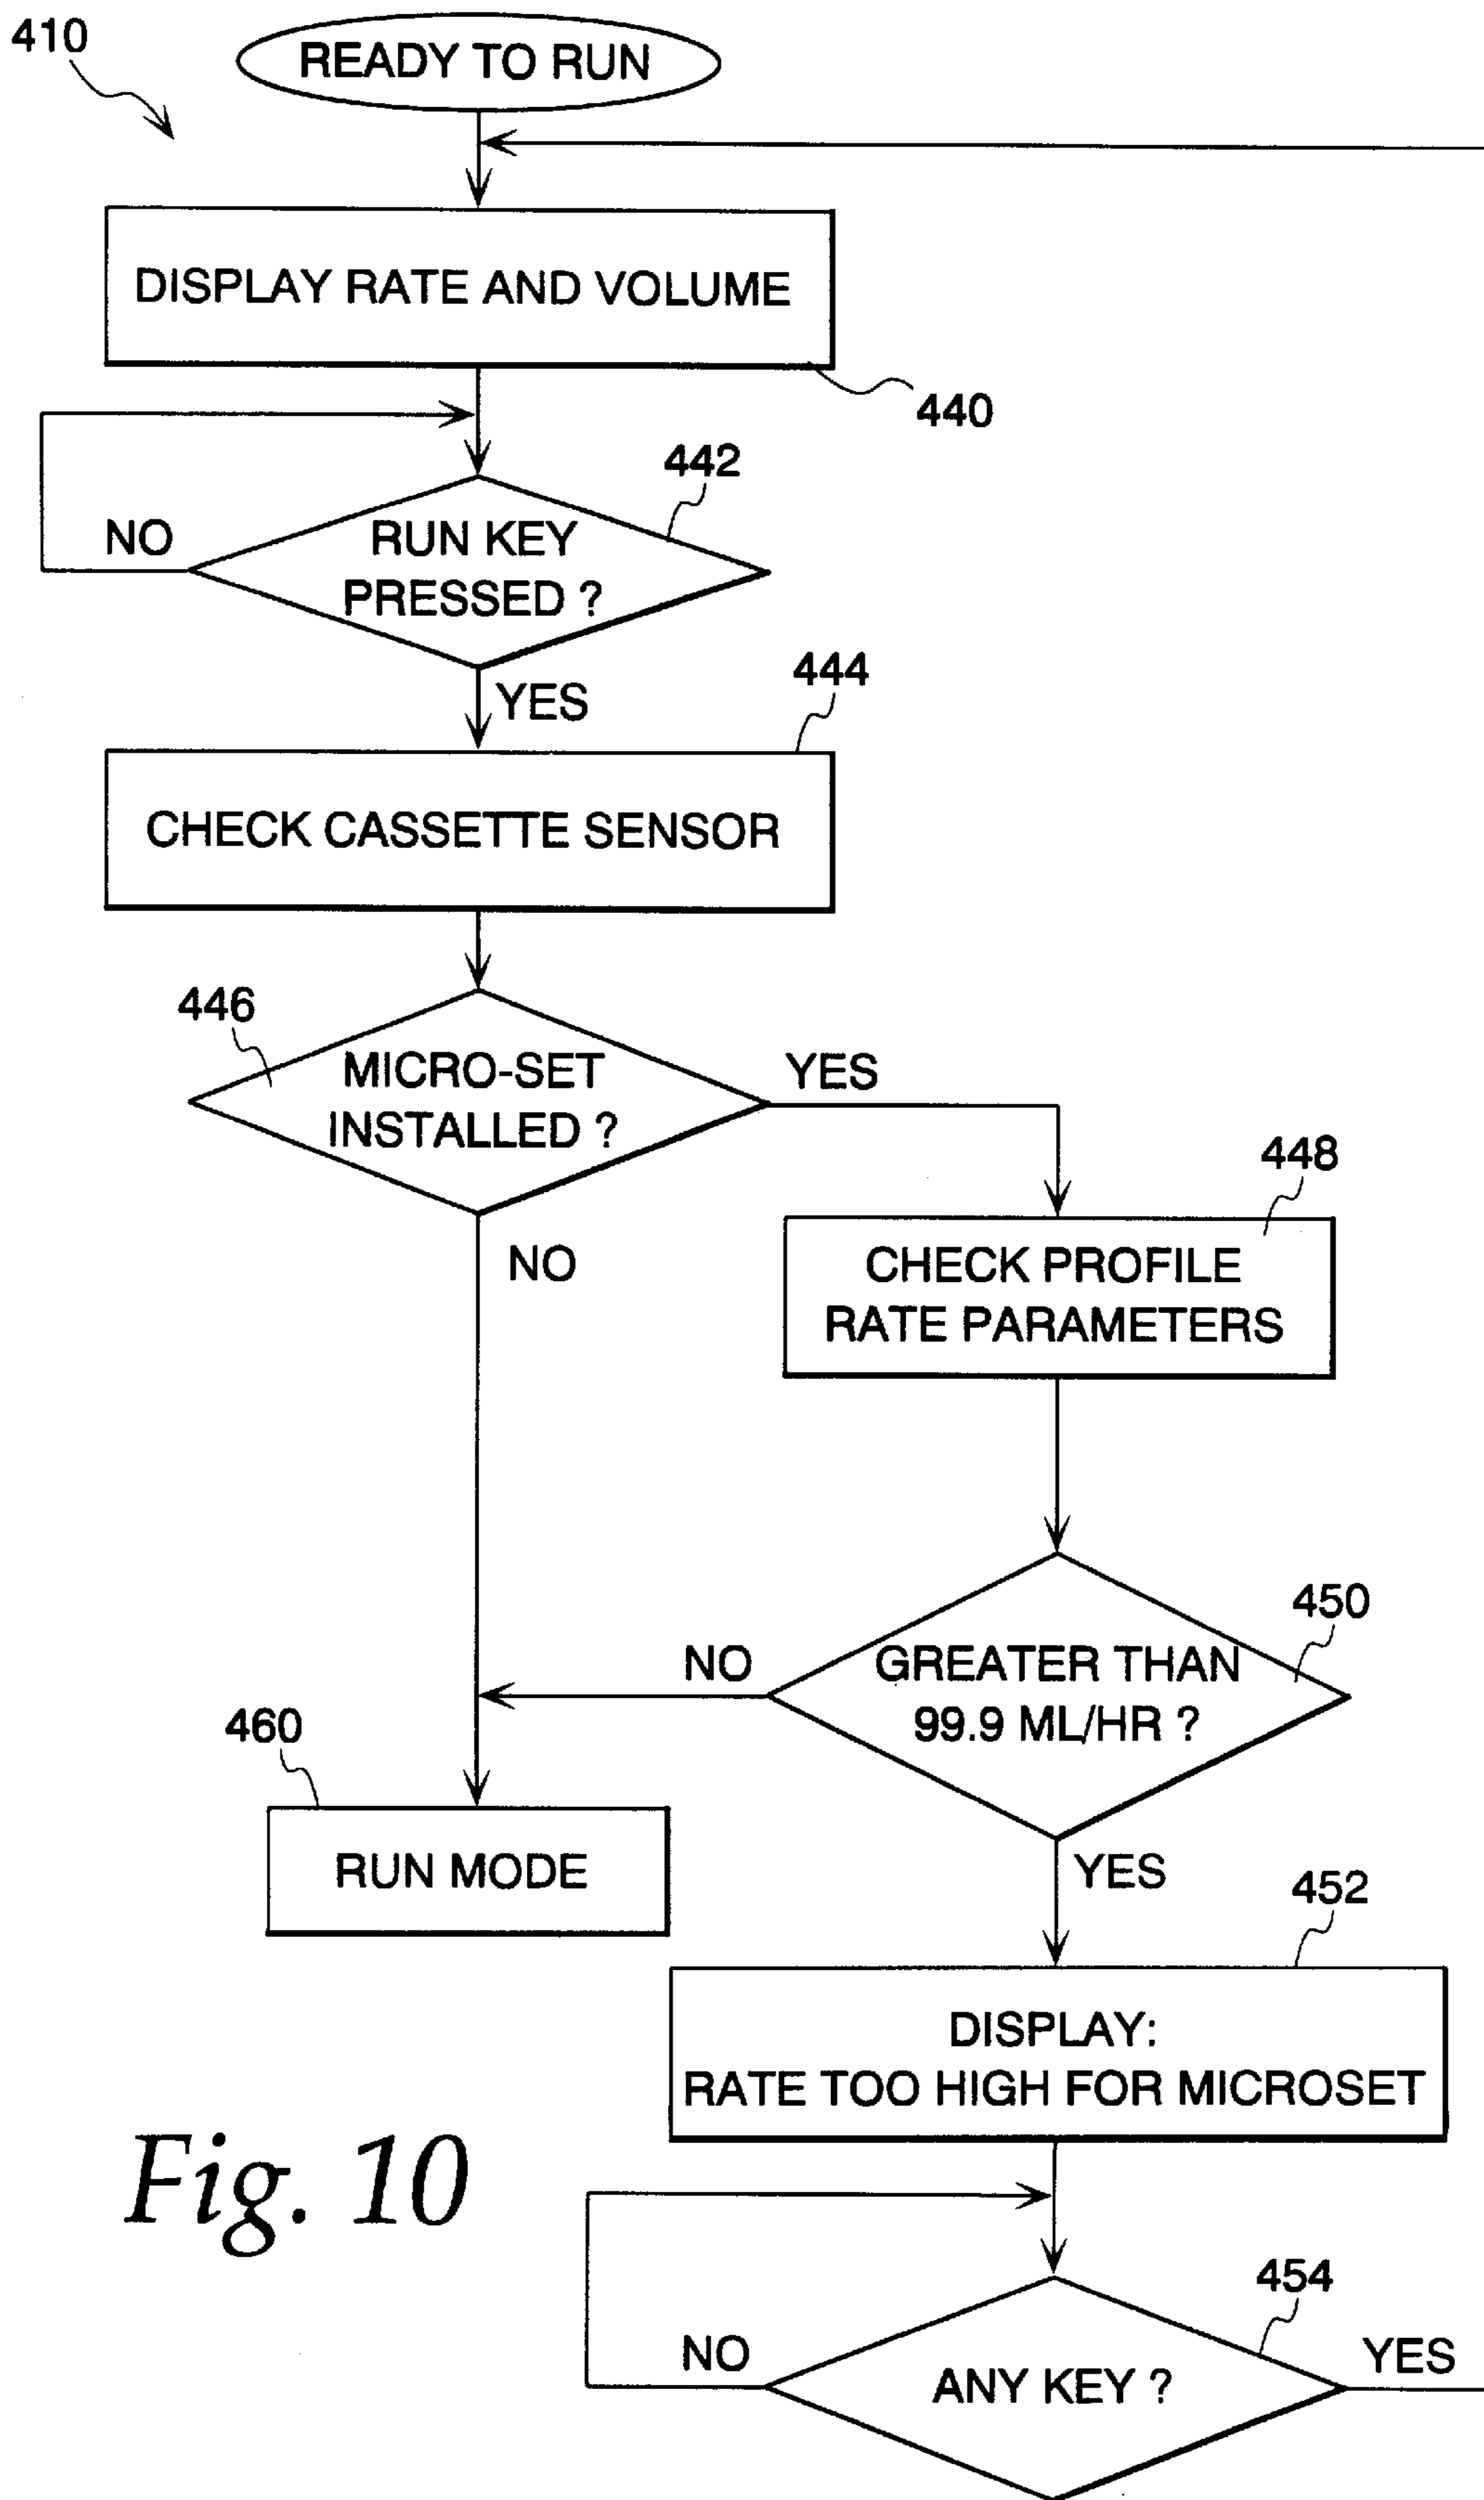 410
READY TO RUN
DISPLAY RATE AND VOLUME
440
442
NO
RUN KEY
PRESSED ?
YES
444
CHECK CASSETTE SENSOR
446
MICRO-SET
INSTALLED ?
YES
NO
448
CHECK PROFILE
RATE PARAMETERS
450
NO
GREATER THAN
99.9 ML/HR ?
460
RUN MODE
YES
452
DISPLAY:
RATE TOO HIGH FOR MICROSET
Fig. 10
454
NO
ANY KEY ?
YES